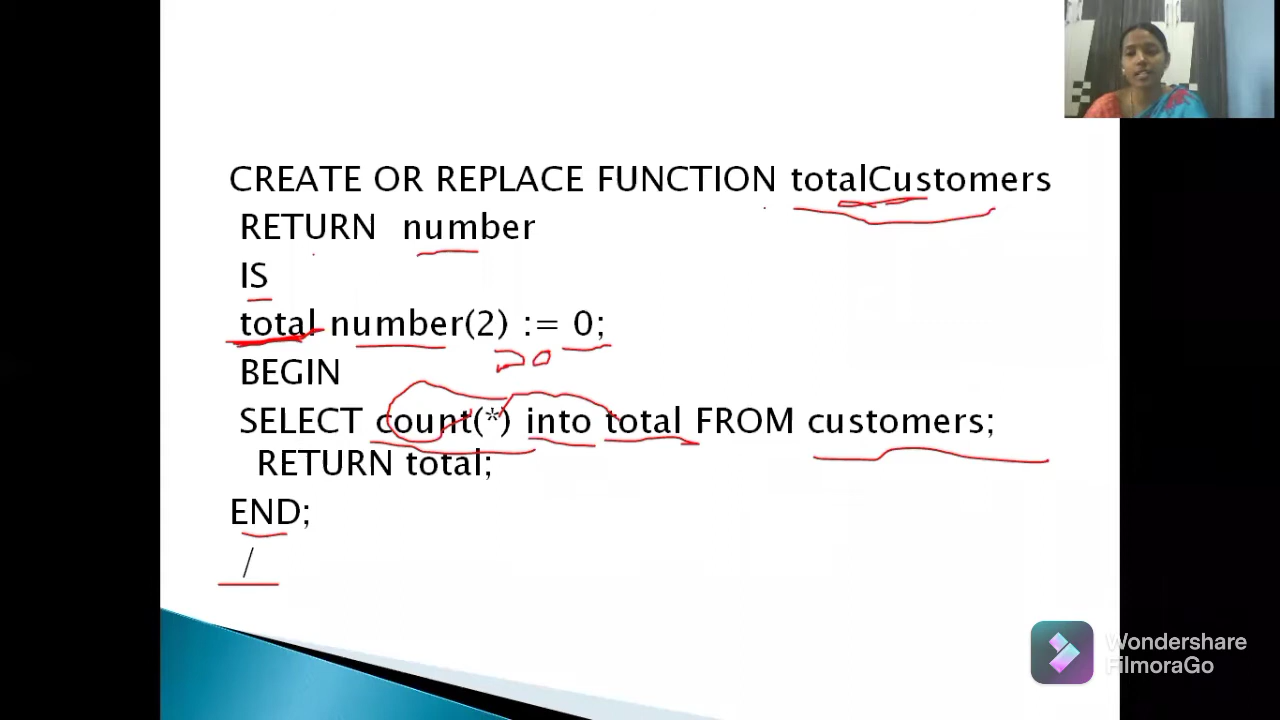 CREATE OR REPLACE FUNCTION totalCustomers
RETURN number
IS
total number(2) := 0;
20
BEGIN
SELECT count(*) into total FROM customers;
RETURN total;
END;
/
Wondershare
FilmoraGo